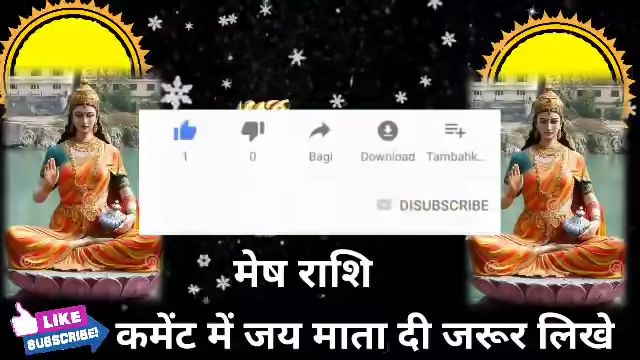 1
0
Bagi
Download
Tambahk...
DISUBSCRIBE
मेष राशि
LIKE
SUBSCRIBE!
कमेंट में जय माता दी जरूर लिखे